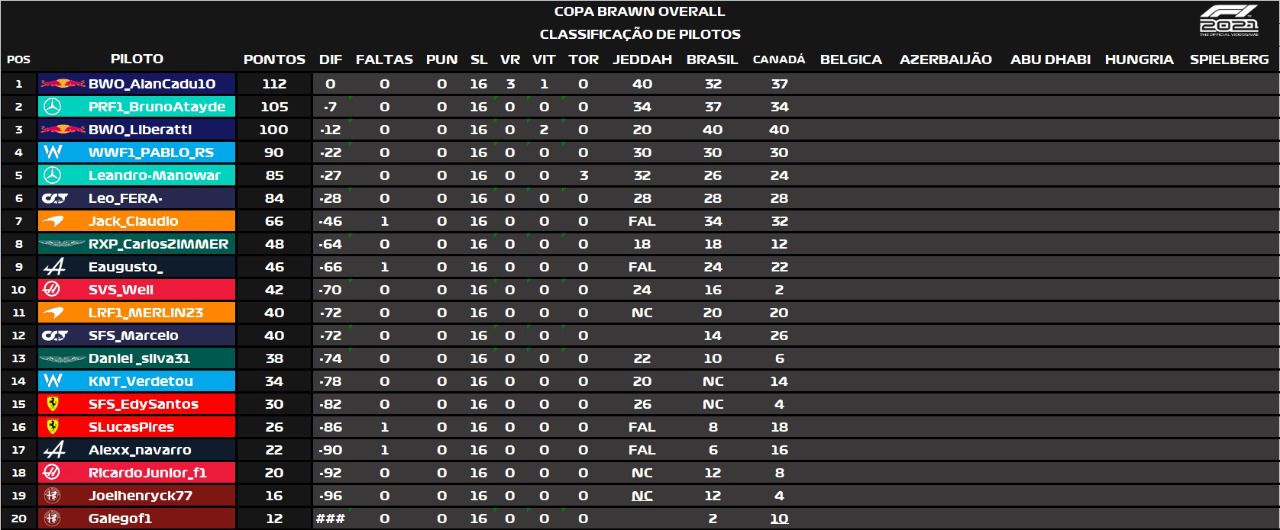 COPA BRAWN OVERALL
CLASSIFICAÇÃO DE PILOTOS
F1 2021
POS PILOTO PONTOS DIF FALTAS PUN SL VR VIT TOR JEDDAH BRASIL CANADÁ BELGICA AZERBAIJÃO ABU DHABI HUNGRIA SPIELBERG
1 BWO_AlanCadu10 112 0 0 0 16 3 1 0 40 32 37
2 PRF1_BrunoAtayde 105 -7 0 0 16 0 0 0 34 37 34
3 BWO_Liberatti 100 -12 0 0 16 0 2 0 20 40 40
4 WWF1_PABLO_RS 90 -22 0 0 16 0 0 0 30 30 30
5 Leandro-Manowar 85 -27 0 0 16 0 0 3 32 26 24
6 Leo_FERA- 84 -28 0 0 16 0 0 0 28 28 28
7 Jack_Claudio 66 -46 1 0 16 0 0 0 FAL 34 32
8 RXP_CarlosZIMMER 48 -64 0 0 16 0 0 0 18 18 12
9 Eaugusto_ 46 -66 1 0 16 0 0 0 FAL 24 22
10 SVS_Well 42 -70 0 0 16 0 0 0 24 16 2
11 LRF1_MERLIN23 40 -72 0 0 16 0 0 0 NC 20 20
12 SFS_Marcelo 40 -72 0 0 16 0 0 0 14 26
13 Daniel_silva31 38 -74 0 0 16 0 0 0 22 10 6
14 KNT_Verdetou 34 -78 0 0 16 0 0 0 20 NC 14
15 SFS_EdySantos 30 -82 0 0 16 0 0 0 26 NC 4
16 SLucasPires 26 -86 1 0 16 0 0 0 FAL 8 18
17 Alexx_navarro 22 -90 1 0 16 0 0 0 FAL 6 16
18 RicardoJunior_f1 20 -92 0 0 16 0 0 0 NC 12 8
19 Joelhenryck77 16 -96 0 0 16 0 0 0 NC 12 4
20 Galegof1 12 ### 0 0 16 0 0 0 2 10